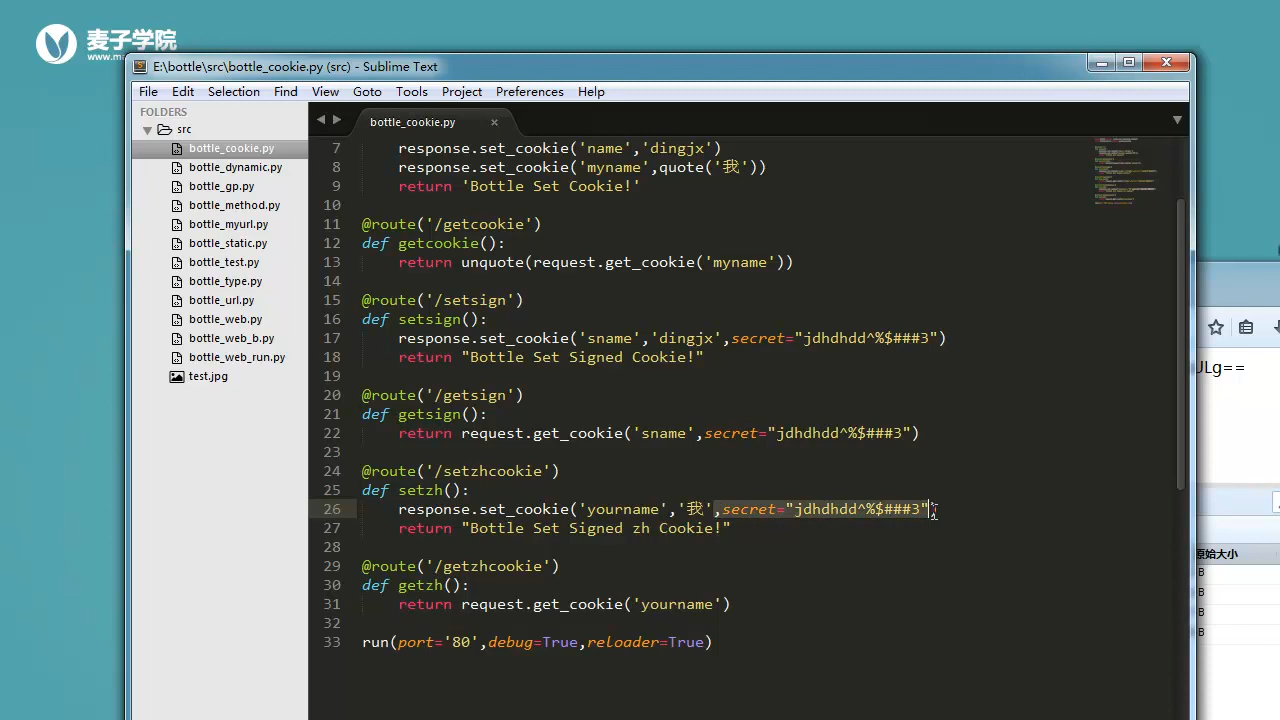 麦子学院
www.ma
E:\bottle\src\bottle_cookie.py (src) - Sublime Text
File Edit Selection Find View Goto Tools Project Preferences Help
FOLDERS
src
bottle_cookie.py
bottle_dynamic.py
bottle_gp.py
bottle_method.py
bottle_myurl.py
bottle_static.py
bottle_test.py
bottle_type.py
bottle_url.py
bottle_web.py
bottle_web_b.py
bottle_web_run.py
test.jpg
bottle_cookie.py
7 response.set_cookie('name','dingjx')
8 response.set_cookie('myname',quote('我'))
9 return 'Bottle Set Cookie!'
10
11 @route('/getcookie')
12 def getcookie():
13 return unquote(request.get_cookie('myname'))
14
15 @route('/setsign')
16 def setsign():
17 response.set_cookie('sname','dingjx',secret="jdhdhdd^%$###3")
18 return "Bottle Set Signed Cookie!"
19
20 @route('/getsign')
21 def getsign():
22 return request.get_cookie('sname',secret="jdhdhdd^%$###3")
23
24 @route('/setzhcookie')
25 def setzh():
26 response.set_cookie('yourname','我',secret="jdhdhdd^%$###3")
27 return "Bottle Set Signed zh Cookie!"
28
29 @route('/getzhcookie')
30 def getzh():
31 return request.get_cookie('yourname')
32
33 run(port='80',debug=True,reloader=True)
JLg==
原始大小
B
B
B
B